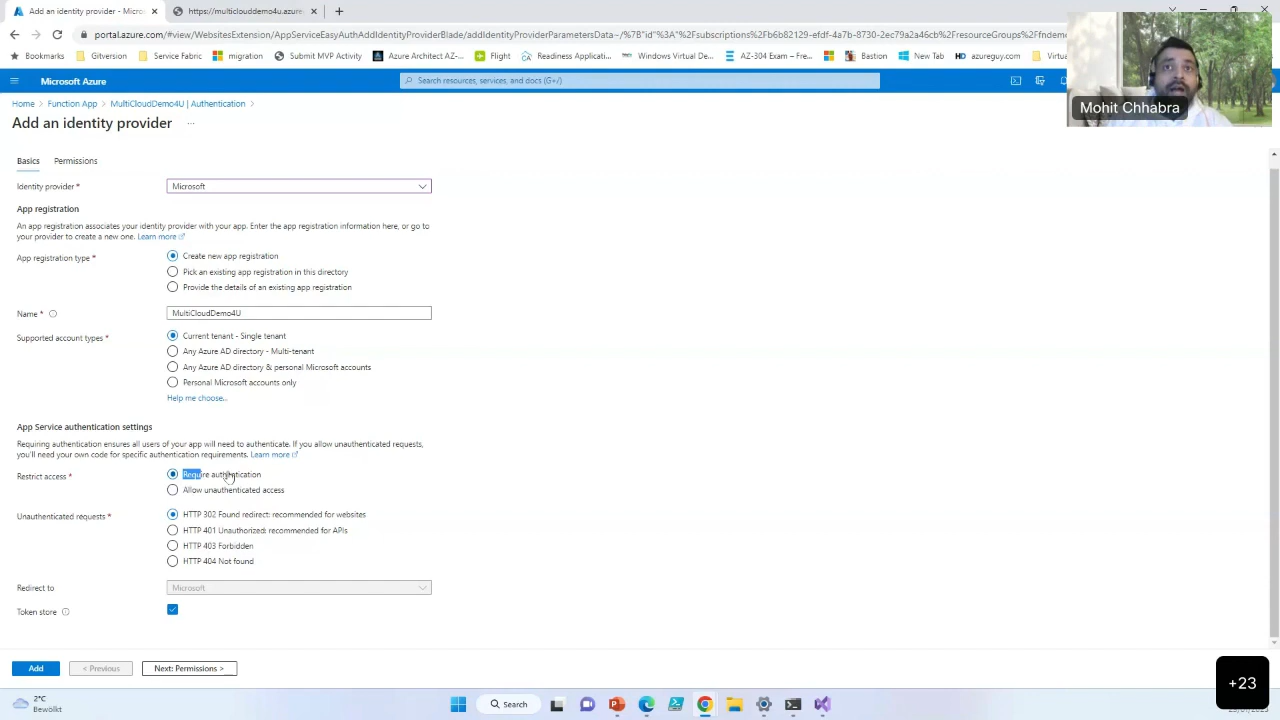 Add an identity provider - Micro
https://multiclouddemo4u.azure
portal.azure.com/#view/WebsitesExtension/AppServiceEasyAuthAddIdentityProviderBlade/addIdentityProviderParametersData~/%7B"id"%3A"%2Fsubscriptions%2Fb6b82129-efdf-4a7b-8730-2ec79a2a46cb%2FresourceGroups%2Fndem
Bookmarks
Gitversion
Service Fabric
migration
Submit MVP Activity
Azure Architectural...
Flight
Readiness Applicati...
Windows Virtual De...
AZ-304 Exam – Fre...
Bastion
New Tab
azureguy.com
Virtu
Microsoft Azure
Search resources, services, and docs (G+/)
Mohit Chhabra
Home > Function App > MultiCloudDemo4U | Authentication >
Add an identity provider ...
Basics Permissions
Identity provider * Microsoft
App registration
An app registration associates your identity provider with your app. Enter the app registration information here, or go to
your provider to create a new one. Learn more
App registration type * Create new app registration
Pick an existing app registration in this directory
Provide the details of an existing app registration
Name * MultiCloudDemo4U
Supported account types * Current tenant - Single tenant
Any Azure AD directory - Multi-tenant
Any Azure AD directory & personal Microsoft accounts
Personal Microsoft accounts only
Help me choose...
App Service authentication settings
Requiring authentication ensures all users of your app will need to authenticate. If you allow unauthenticated requests,
you'll need your own code for specific authentication requirements. Learn more
Restrict access * Require authentication
Allow unauthenticated access
Unauthenticated requests * HTTP 302 Found redirect: recommended for websites
HTTP 401 Unauthorized: recommended for APIs
HTTP 403 Forbidden
HTTP 404 Not found
Redirect to Microsoft
Token store
Add < Previous Next: Permissions >
+23
2°C
Bewölkt
Search